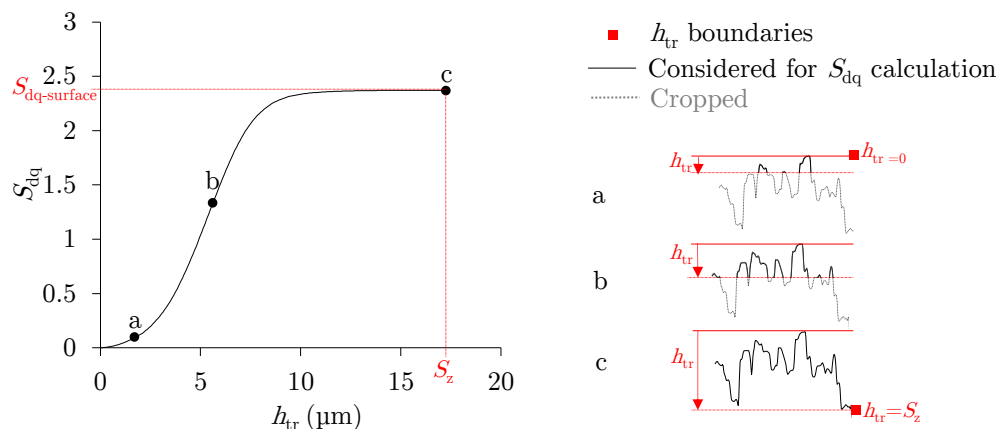 3
2.5
2
1.5
1
0.5
0
S_dq
S_dq-surface
a
b
c
0
5
10
15
20
S_z
h_tr (µm)
h_tr boundaries
Considered for S_dq calculation
Cropped
h_tr
h_tr=0
a
h_tr
b
h_tr
c
h_tr=S_z